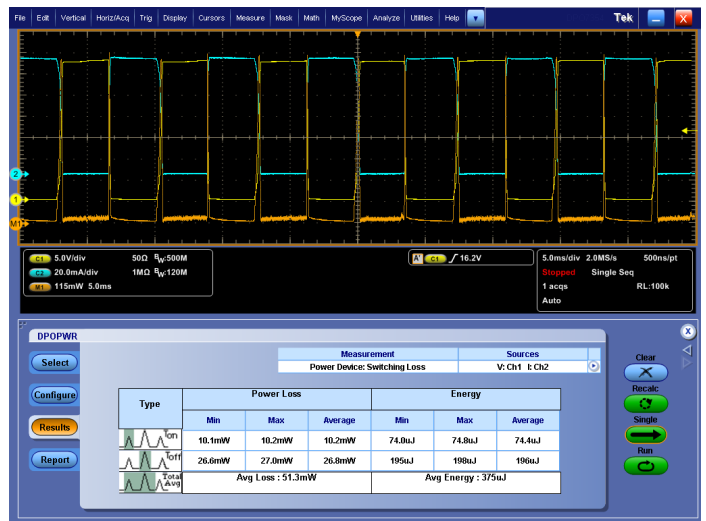 File Edit Vertical Horiz/Acq Trig Display Cursors Measure Mask Math MyScope Analyze Utilities Help Tek X
2
1
M1
C1 5.0V/div 50Ω BW:500M
C2 20.0mA/div 1MΩ BW:120M
M1 115mW 5.0ms
A' C1 16.2V
5.0ms/div 2.0MS/s 500ns/pt
Stopped Single Seq
1 acqs RL:100k
Auto
DPOPWR
Select
Configure
Results
Report
Measurement Sources
Power Device: Switching Loss V: Ch1 I: Ch2
Type Power Loss Energy
Min Max Average Min Max Average
Ton 10.1mW 10.2mW 10.2mW 74.0uJ 74.8uJ 74.4uJ
Toff 26.6mW 27.0mW 26.8mW 195uJ 198uJ 196uJ
Total Avg Avg Loss : 51.3mW Avg Energy : 375uJ
X
Clear
Recalc
Single
Run